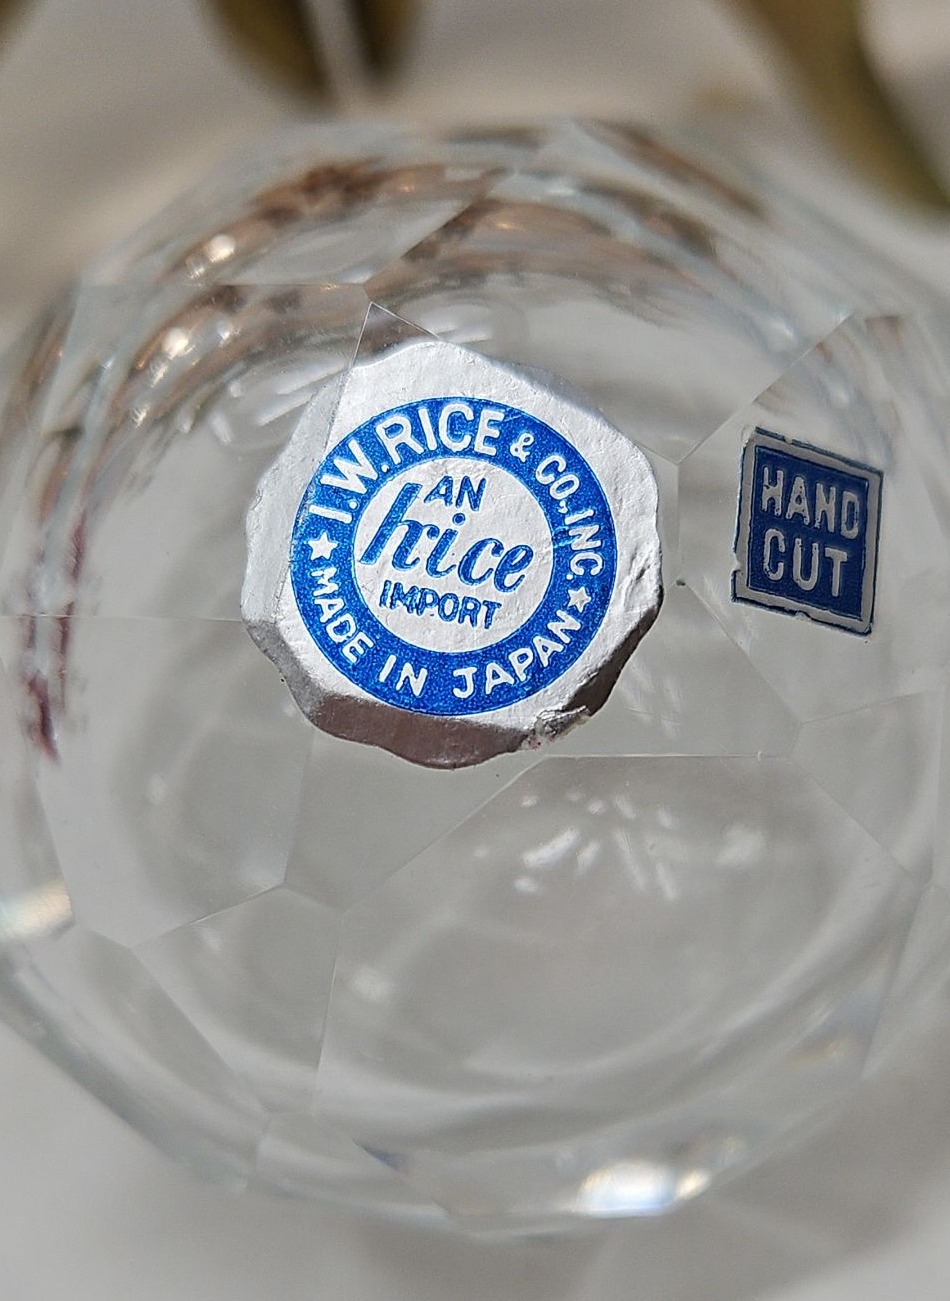 I.W. RICE & CO., INC.
AN
Rice
IMPORT
★ MADE IN JAPAN ★
HAND
CUT